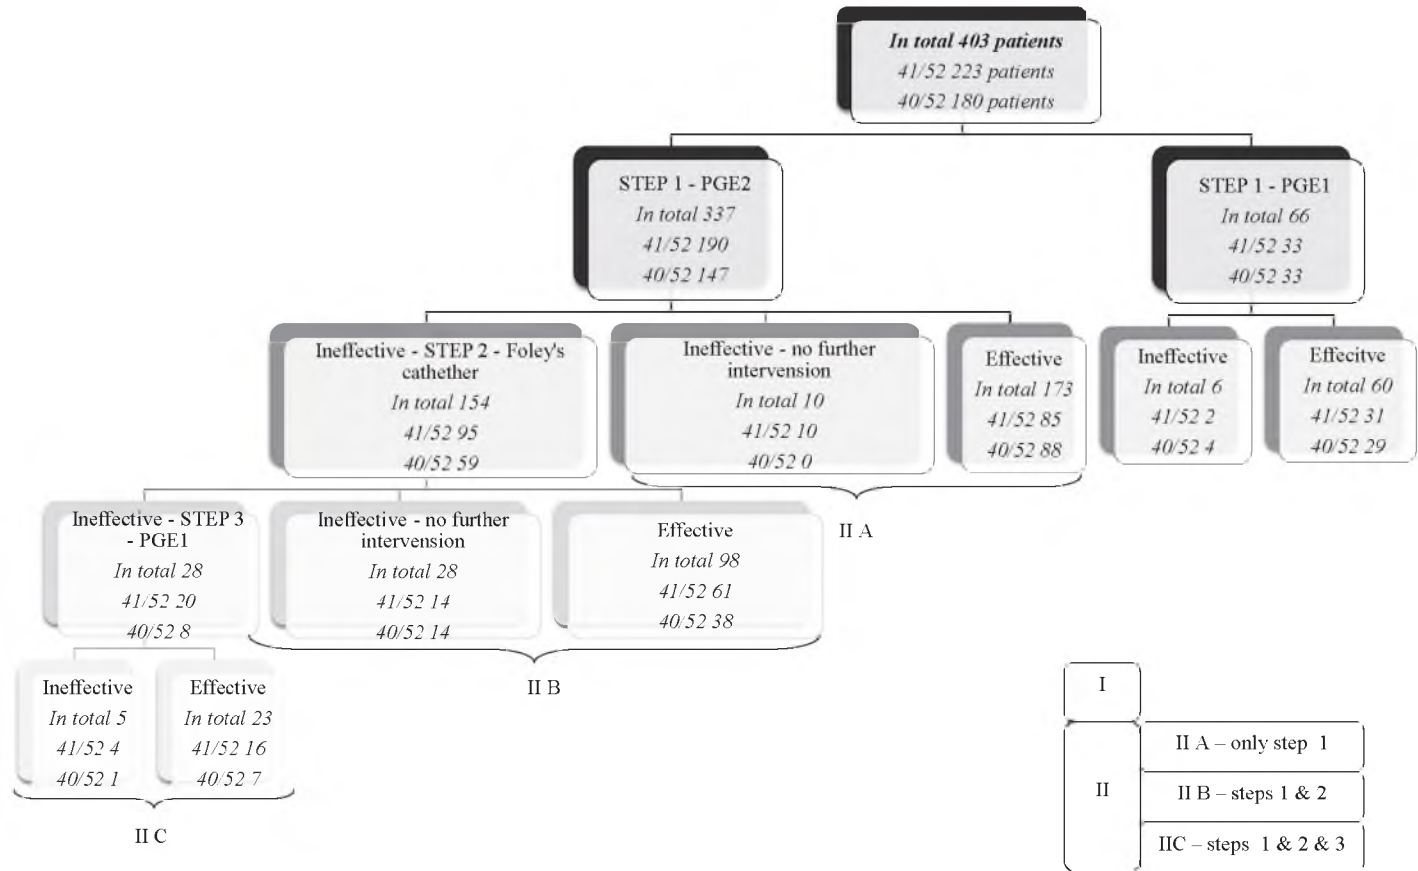 In total 403 patients
41/52 223 patients
40/52 180 patients
STEP 1 - PGE2
In total 337
41/52 190
40/52 147
STEP 1 - PGE1
In total 66
41/52 33
40/52 33
Ineffective - STEP 2 - Foley's
cathether
In total 154
41/52 95
40/52 59
Ineffective - no further
intervension
In total 10
41/52 10
40/52 0
Effective
In total 173
41/52 85
40/52 88
Ineffective
In total 6
41/52 2
40/52 4
Effecitve
In total 60
41/52 31
40/52 29
II A
Ineffective - STEP 3
- PGE1
In total 28
41/52 20
40/52 8
Ineffective - no further
intervension
In total 28
41/52 14
40/52 14
Effective
In total 98
41/52 61
40/52 38
II B
Ineffective
In total 5
41/52 4
40/52 1
Effective
In total 23
41/52 16
40/52 7
II C
I
II
II A – only step 1
II B – steps 1 & 2
IIC – steps 1 & 2 & 3